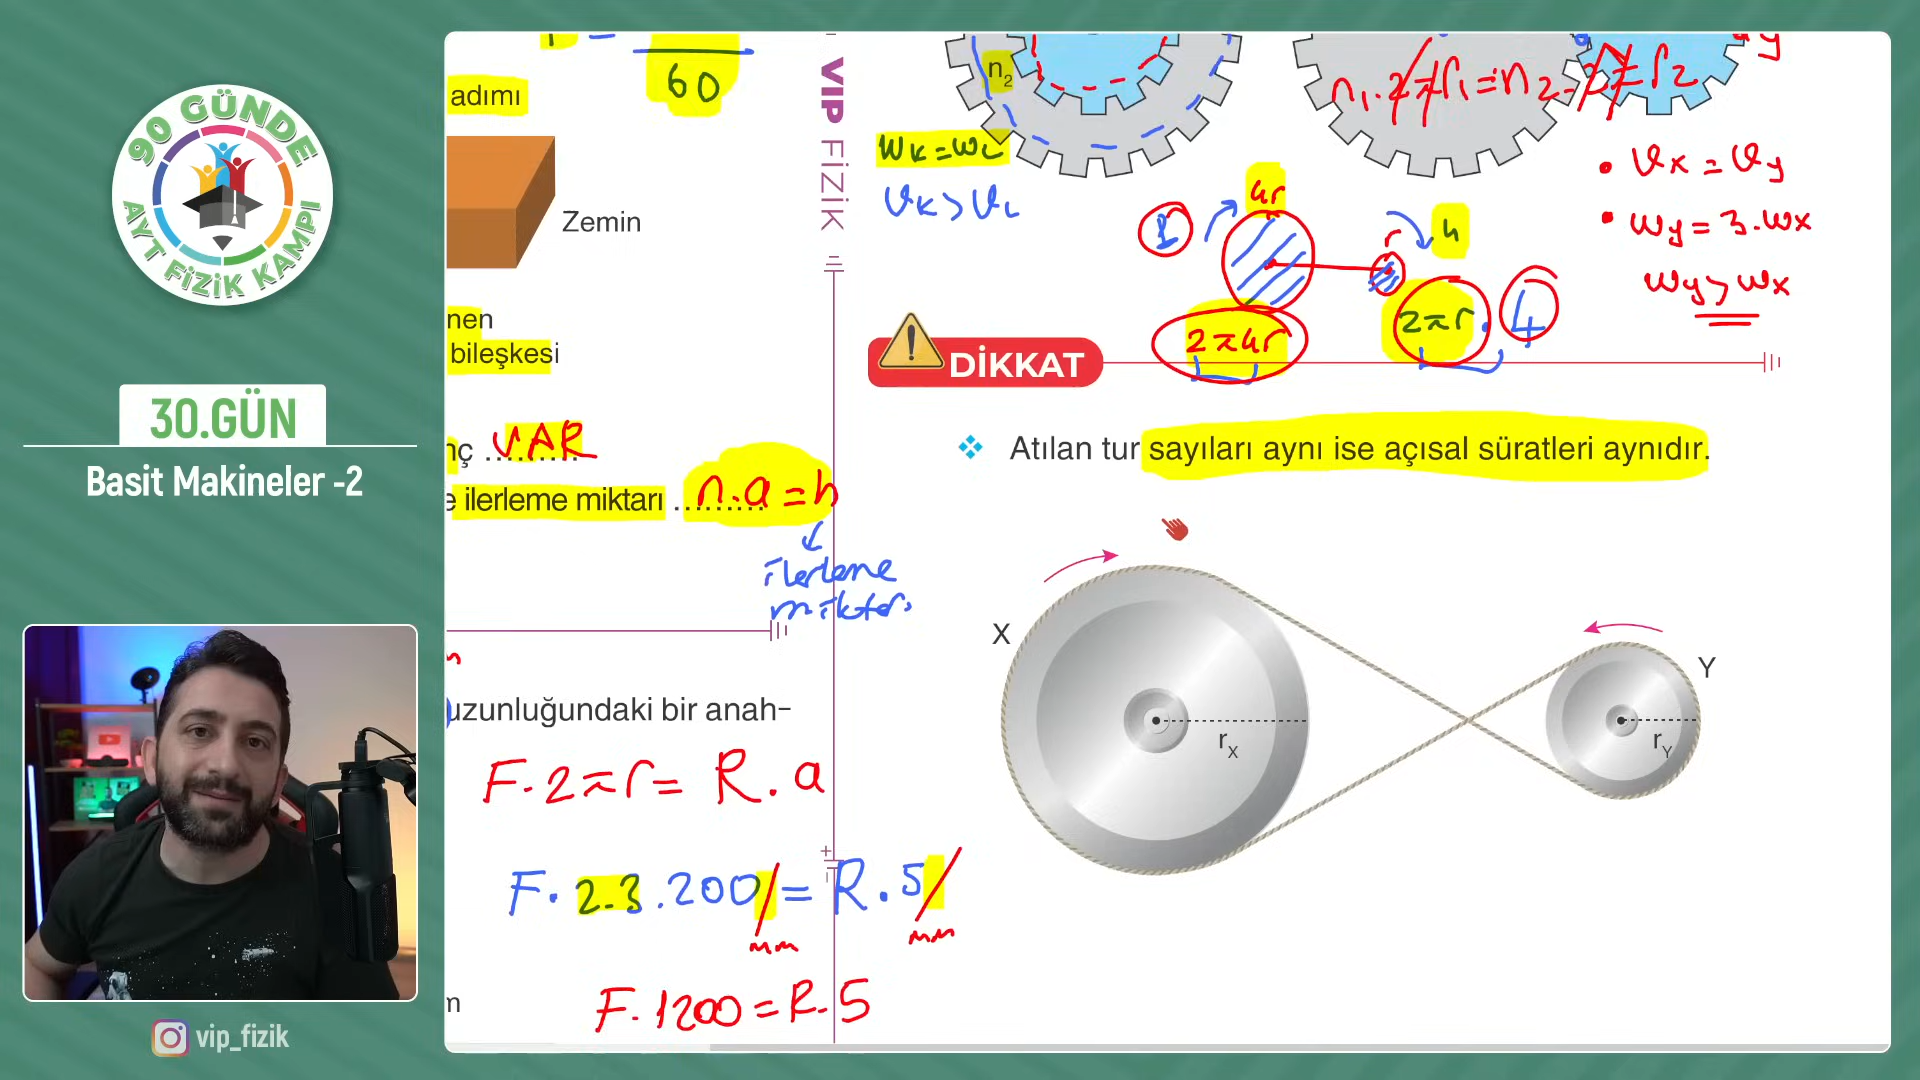 90 GÜNDE
AYT FİZİK KAMPI
30.GÜN
Basit Makineler -2
vip_fizik
60
adımı
Zemin
nen
bileşkesi
nç VAR
e ilerleme miktarı n.a = h
ilerleme
miktarı
uzunluğundaki bir anah-
F. 2πr = R. a
F. 2.3.200 = R. 5
mm mm
F. 1200 = R. 5
m
VIP FİZİK
n2
n1.2πr1 = n2.2πr2
WK = WL
VK > VL
• Vx = Vy
• Wy = 3.Wx
Wy > Wx
1
4r
r
4
2π4r
2πr. 4
DİKKAT
❖ Atılan tur sayıları aynı ise açısal süratleri aynıdır.
X
rX
Y
rY